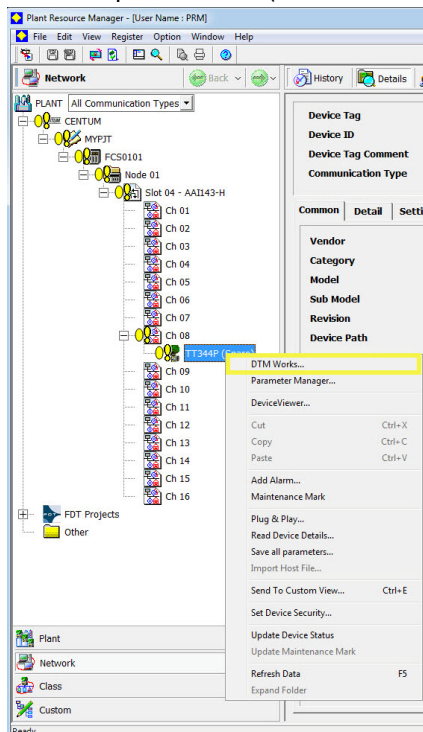 Plant Resource Manager - [User Name : PRM]
File Edit View Register Option Window Help
Network Back
History Details
PLANT All Communication Types
CENTUM
MYPJT
FCS0101
Node 01
Slot 04 - AAI143-H
Ch 01
Ch 02
Ch 03
Ch 04
Ch 05
Ch 06
Ch 07
Ch 08
TT344P (Spare)
Ch 09
Ch 10
Ch 11
Ch 12
Ch 13
Ch 14
Ch 15
Ch 16
FDT Projects
Other
Device Tag
Device ID
Device Tag Comment
Communication Type
Common Detail Setti
Vendor
Category
Model
Sub Model
Revision
Device Path
DTM Works...
Parameter Manager...
DeviceViewer...
Cut Ctrl+X
Copy Ctrl+C
Paste Ctrl+V
Add Alarm...
Maintenance Mark
Plug & Play...
Read Device Details...
Save all parameters...
Import Host File...
Send To Custom View... Ctrl+E
Set Device Security...
Update Device Status
Update Maintenance Mark
Refresh Data F5
Expand Folder
Plant
Network
Class
Custom
Ready